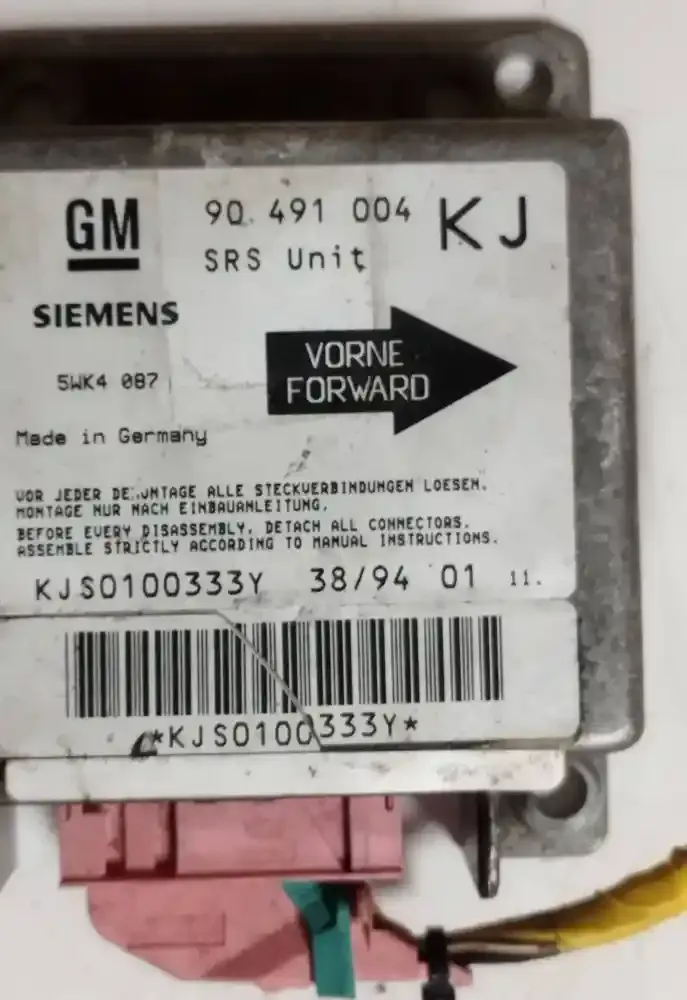 GM 90.491 004 KJ
SRS Unit
SIEMENS
VORNE
FORWARD
5WK4 087
Made in Germany
VOR JEDER ALLE STECKVERBINDUNGEN LOESEN.
MONTAGE NUR NACH EINBAUANLEITUNG.
BEFORE EVERY DISASSEMBLY, DETACH ALL CONNECTORS.
ASSEMBLE STRICTLY ACCORDING TO MANUAL INSTRUCTIONS.
KJS0100333Y 38/94 01 11.
*KJS0100333Y*